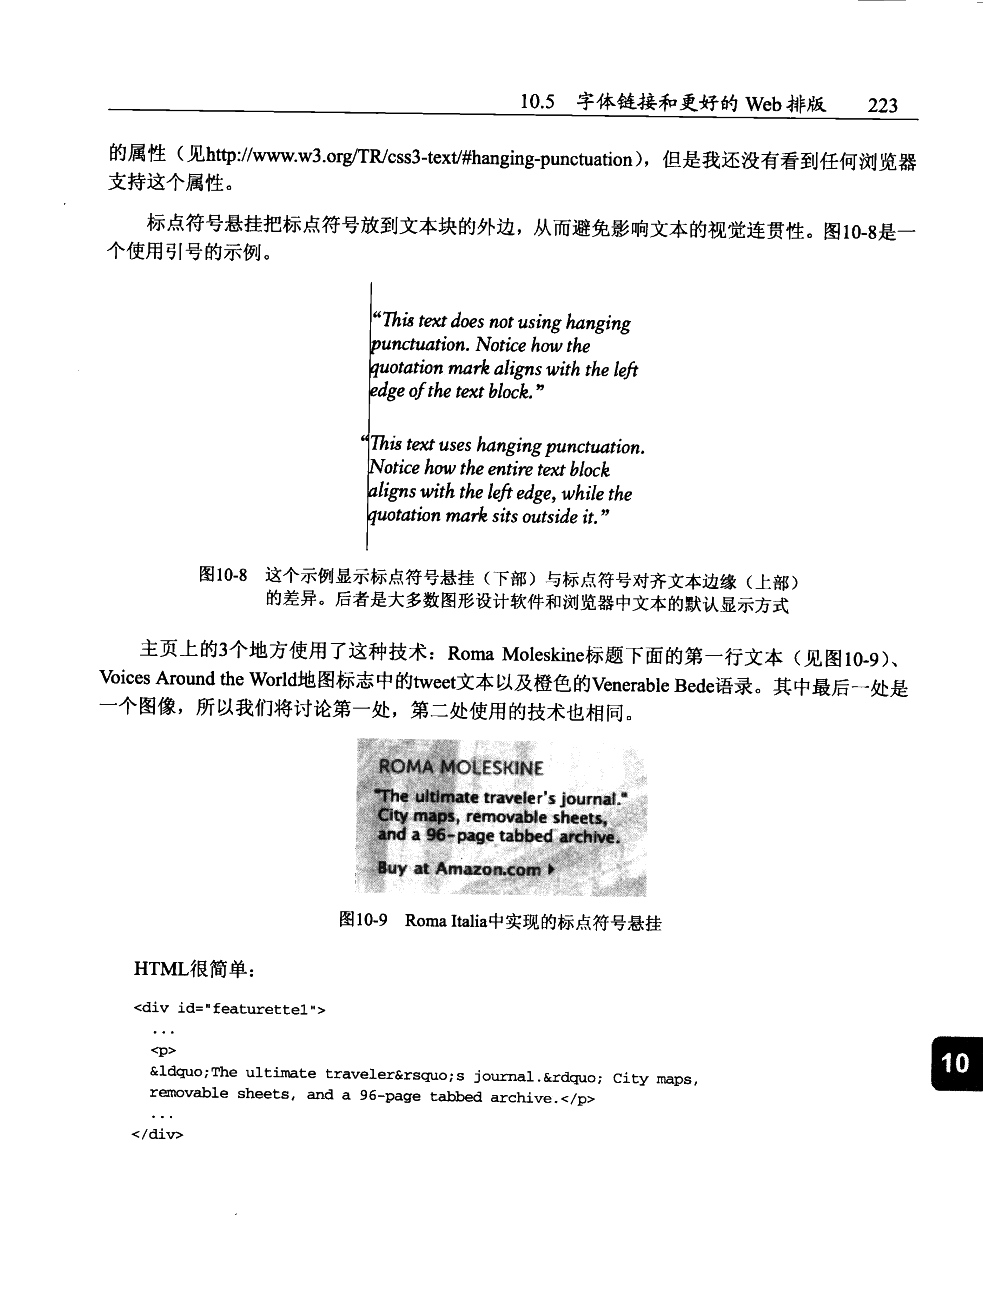 10.5 字体链接和更好的 Web 排版 223
的属性（见http://www.w3.org/TR/css3-text/#hanging-punctuation），但是我还没有看到任何浏览器
支持这个属性。
标点符号悬挂把标点符号放到文本块的外边，从而避免影响文本的视觉连贯性。图10-8是一
个使用引号的示例。
“This text does not using hanging
punctuation. Notice how the
quotation mark aligns with the left
edge of the text block.”
“This text uses hanging punctuation.
Notice how the entire text block
aligns with the left edge, while the
quotation mark sits outside it.”
图10-8 这个示例显示标点符号悬挂（下部）与标点符号对齐文本边缘（上部）
的差异。后者是大多数图形设计软件和浏览器中文本的默认显示方式
主页上的3个地方使用了这种技术：Roma Moleskine标题下面的第一行文本（见图10-9）、
Voices Around the World地图标志中的tweet文本以及橙色的Venerable Bede语录。其中最后一处是
一个图像，所以我们将讨论第一处，第二处使用的技术也相同。
ROMA MOLESKINE
"The ultimate traveler's journal."
City maps, removable sheets,
and a 96-page tabbed archive.
Buy at Amazon.com
图10-9 Roma Italia中实现的标点符号悬挂
HTML很简单：
<div id="featurette1">
...
<p>
&ldquo;The ultimate traveler&rsquo;s journal.&rdquo; City maps,
removable sheets, and a 96-page tabbed archive.</p>
...
</div>
10